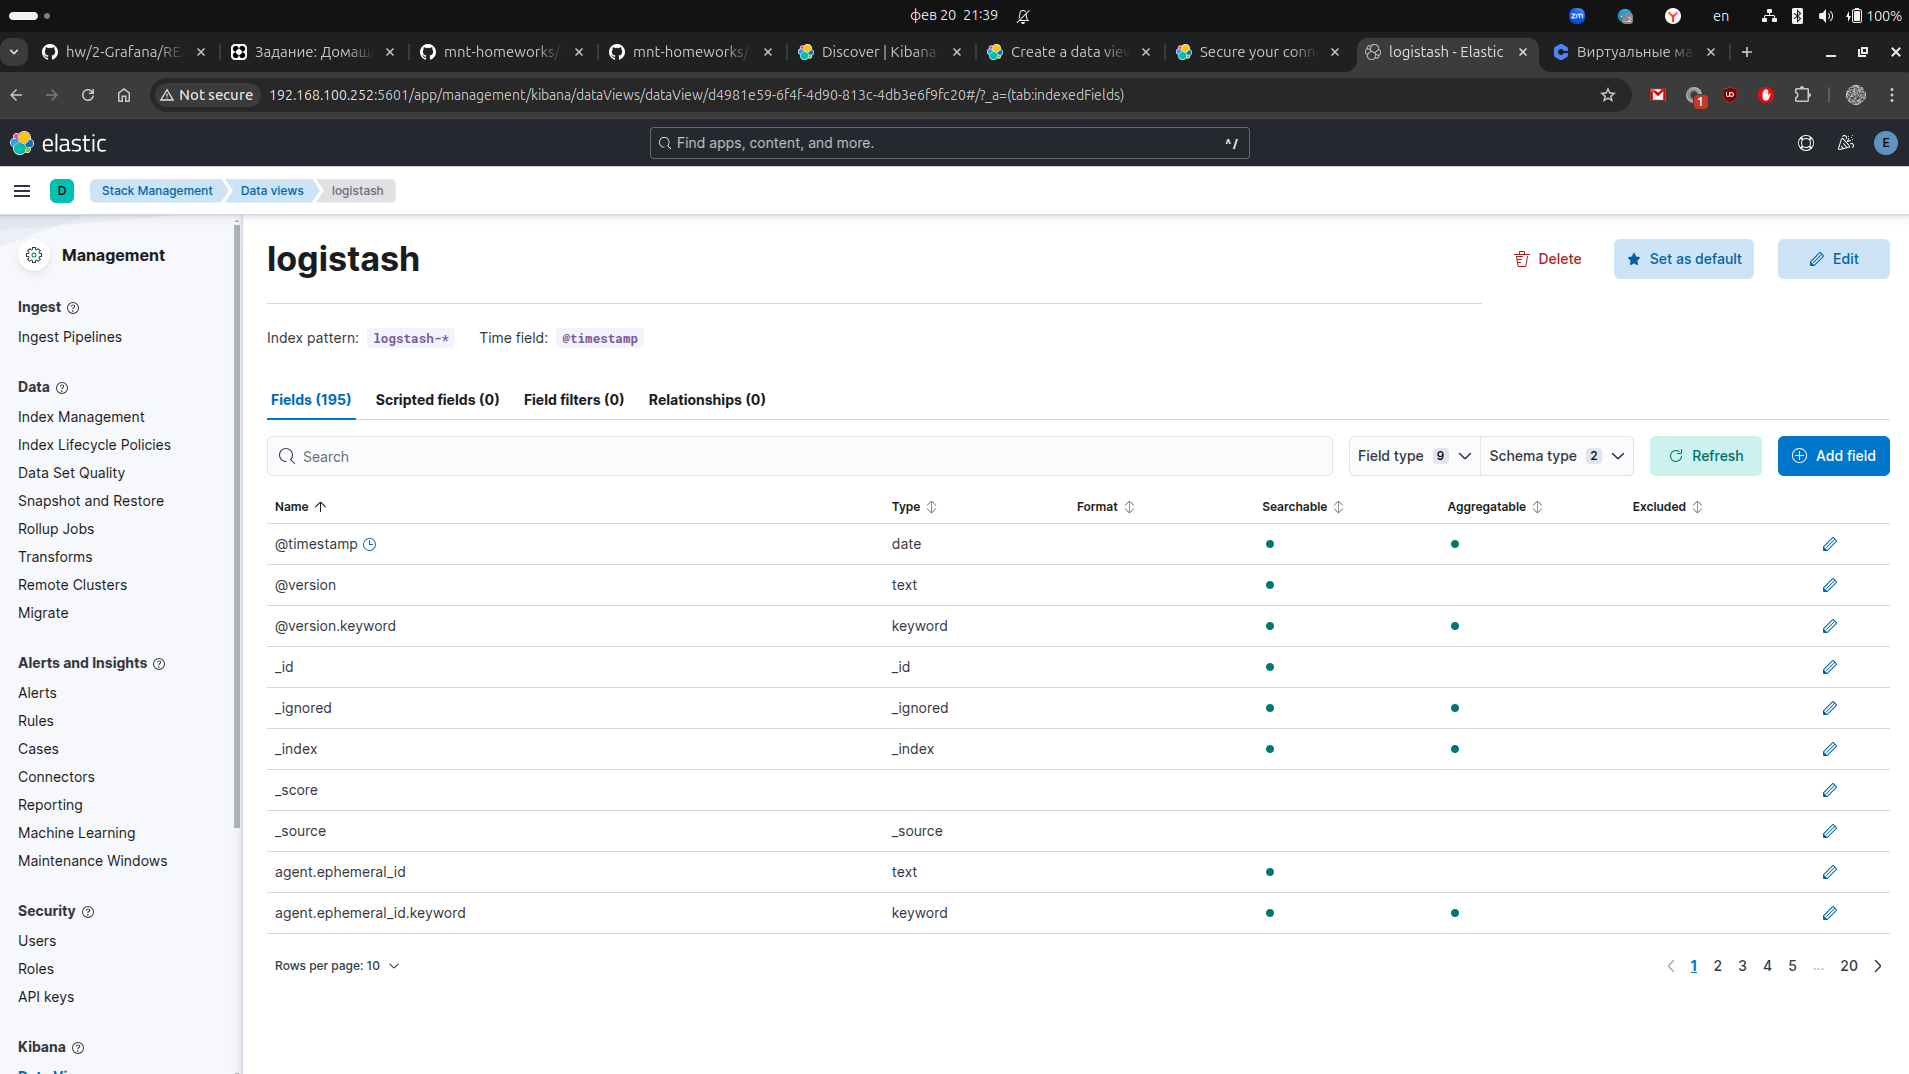 фев 20 21:39
zm
en
100%
hw/2-Grafana/RE
Задание: Домаш
mnt-homeworks/
mnt-homeworks/
Discover | Kibana
Create a data vie
Secure your conn
logistash - Elastic
Виртуальные ма
Not secure
192.168.100.252:5601/app/management/kibana/dataViews/dataView/d4981e59-6f4f-4d90-813c-4db3e6f9fc20#/?_a=(tab:indexedFields)
1
elastic
Find apps, content, and more.
^/
E
D
Stack Management
Data views
logistash
Management
Ingest
Ingest Pipelines
Data
Index Management
Index Lifecycle Policies
Data Set Quality
Snapshot and Restore
Rollup Jobs
Transforms
Remote Clusters
Migrate
Alerts and Insights
Alerts
Rules
Cases
Connectors
Reporting
Machine Learning
Maintenance Windows
Security
Users
Roles
API keys
Kibana
logistash
Delete
Set as default
Edit
Index pattern: logstash-* Time field: @timestamp
Fields (195) Scripted fields (0) Field filters (0) Relationships (0)
Search
Field type 9
Schema type 2
Refresh
Add field
Name Type Format Searchable Aggregatable Excluded
@timestamp date
@version text
@version.keyword keyword
_id _id
_ignored _ignored
_index _index
_score
_source _source
agent.ephemeral_id text
agent.ephemeral_id.keyword keyword
Rows per page: 10
1 2 3 4 5 ... 20